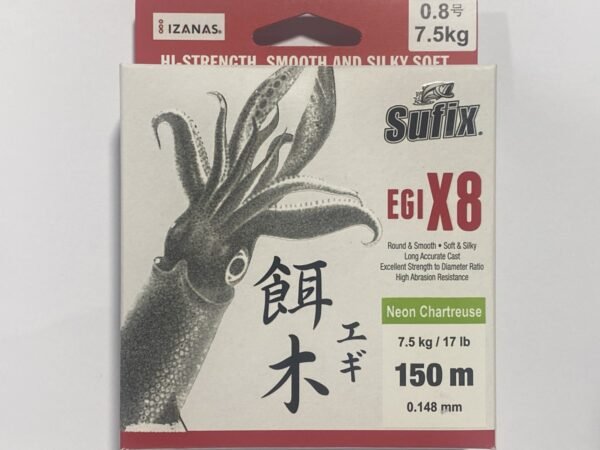 IZANAS®
0.8号
7.5kg
HI-STRENGTH, SMOOTH AND SILKY SOFT
Sufix®
EGI X8
Round & Smooth • Soft & Silky
Long Accurate Cast
Excellent Strength to Diameter Ratio
High Abrasion Resistance
餌木
エギ
Neon Chartreuse
7.5 kg / 17 lb
150 m
0.148 mm